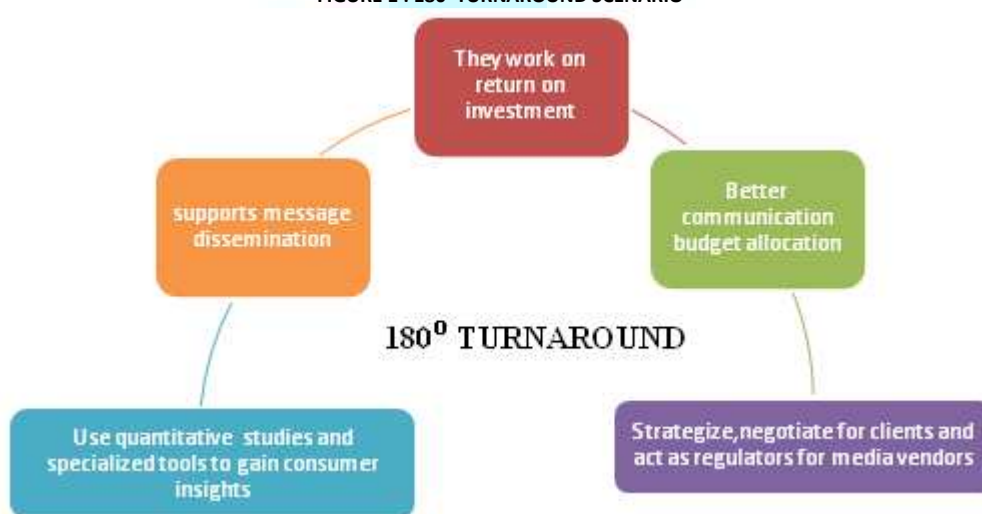 They work on
return on
investment
supports message
dissemination
Better
communication
budget allocation
180⁰ TURNAROUND
Use quantitative studies and
specialized tools to gain consumer
insights
Strategize,negotiate for clients and
act as regulators for media vendors